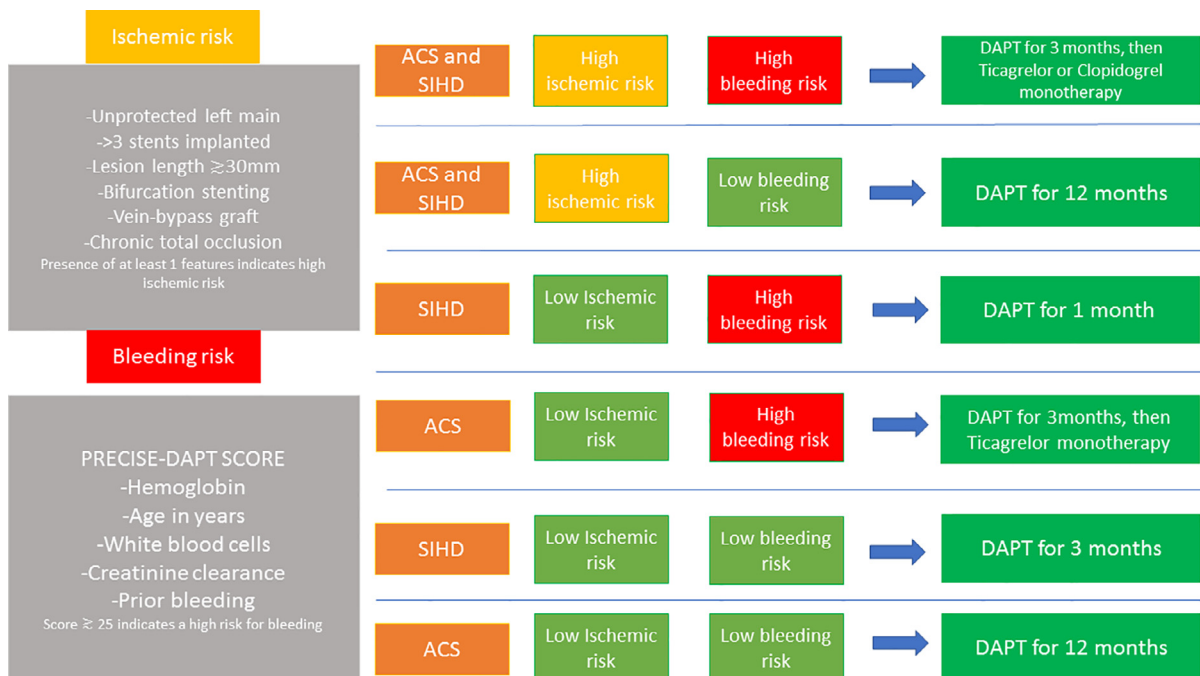 Ischemic risk
-Unprotected left main
->3 stents implanted
-Lesion length ≳30mm
-Bifurcation stenting
-Vein-bypass graft
-Chronic total occlusion
Presence of at least 1 features indicates high
ischemic risk
Bleeding risk
PRECISE-DAPT SCORE
-Hemoglobin
-Age in years
-White blood cells
-Creatinine clearance
-Prior bleeding
Score ≳ 25 indicates a high risk for bleeding
ACS and
SIHD
High
ischemic risk
High
bleeding risk
DAPT for 3 months, then
Ticagrelor or Clopidogrel
monotherapy
ACS and
SIHD
High
ischemic risk
Low bleeding
risk
DAPT for 12 months
SIHD
Low Ischemic
risk
High
bleeding risk
DAPT for 1 month
ACS
Low Ischemic
risk
High
bleeding risk
DAPT for 3months, then
Ticagrelor monotherapy
SIHD
Low Ischemic
risk
Low bleeding
risk
DAPT for 3 months
ACS
Low Ischemic
risk
Low bleeding
risk
DAPT for 12 months